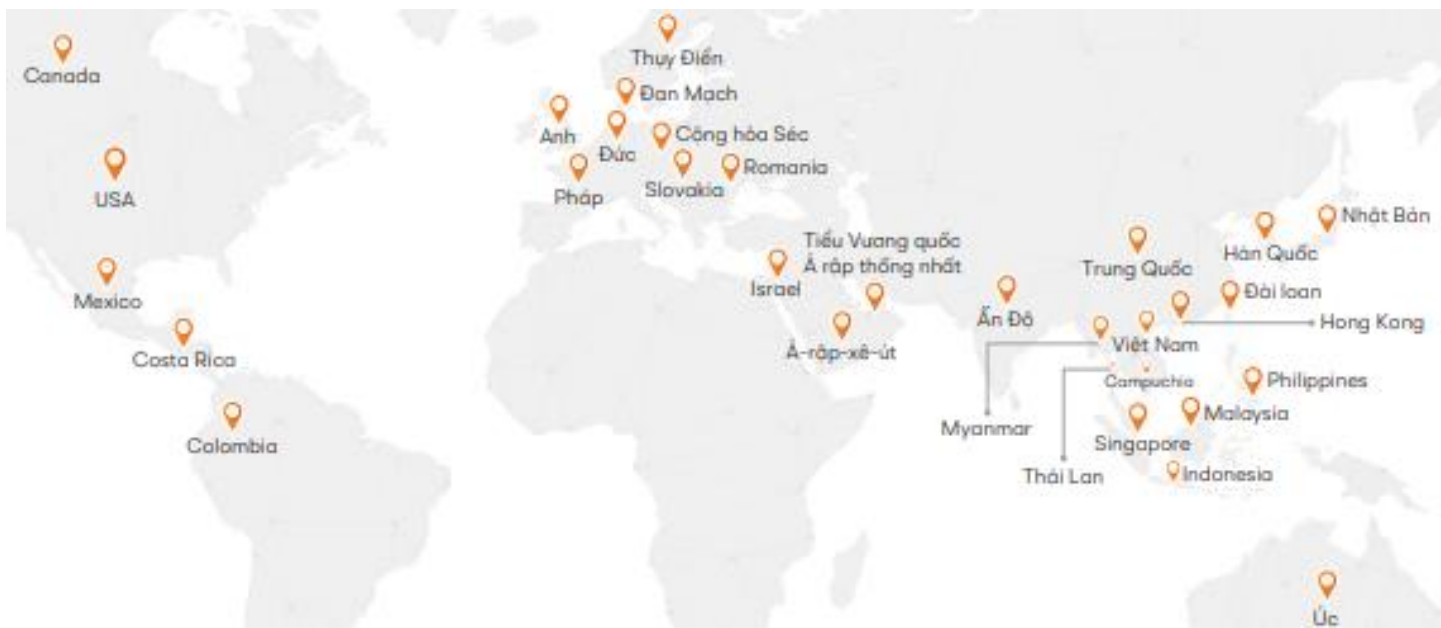 Thụy Điển
Canada
Đan Mạch
Anh
Đức
Cộng hòa Séc
USA
Pháp
Slovakia
Romania
Nhật Bản
Tiểu Vương quốc
Ả rập thống nhất
Hàn Quốc
Trung Quốc
Israel
Mexico
Đài loan
Ấn Độ
Hong Kong
Việt Nam
Costa Rica
Ả-rập-xê-út
Campuchia
Philippines
Malaysia
Myanmar
Singapore
Colombia
Thái Lan
Indonesia
Úc